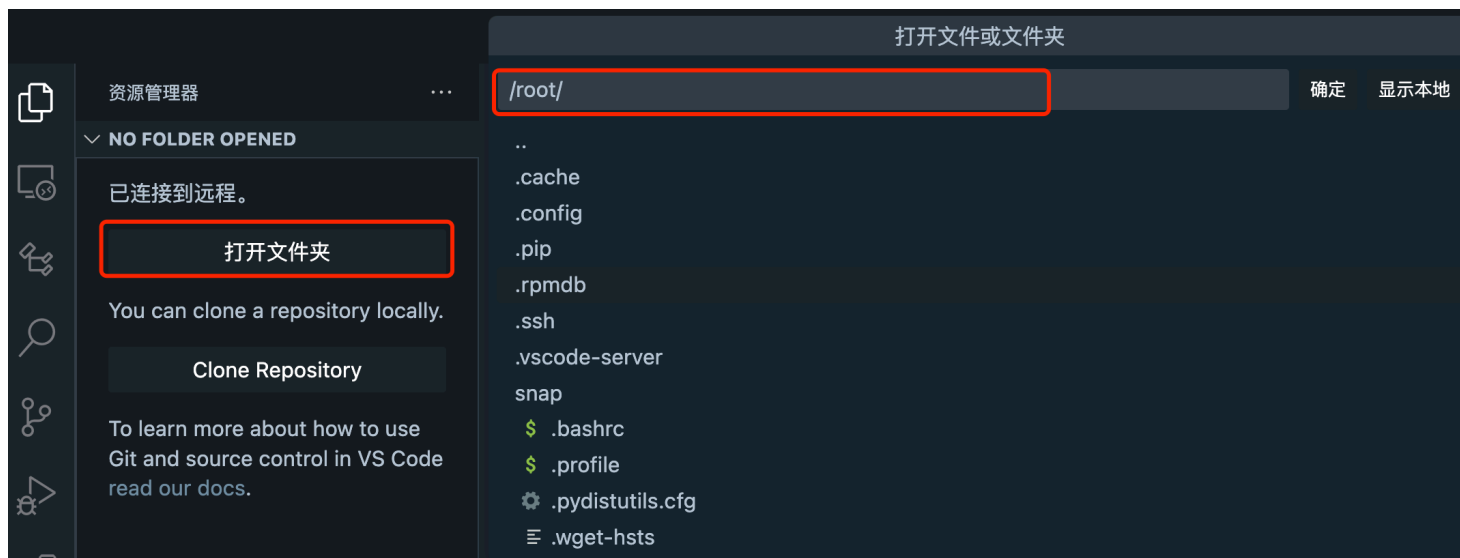 打开文件或文件夹
资源管理器
...
/root/
确定
显示本地
NO FOLDER OPENED
已连接到远程。
打开文件夹
You can clone a repository locally.
Clone Repository
To learn more about how to use
Git and source control in VS Code
read our docs.
..
.cache
.config
.pip
.rpmdb
.ssh
.vscode-server
snap
$ .bashrc
$ .profile
.pydistutils.cfg
.wget-hsts